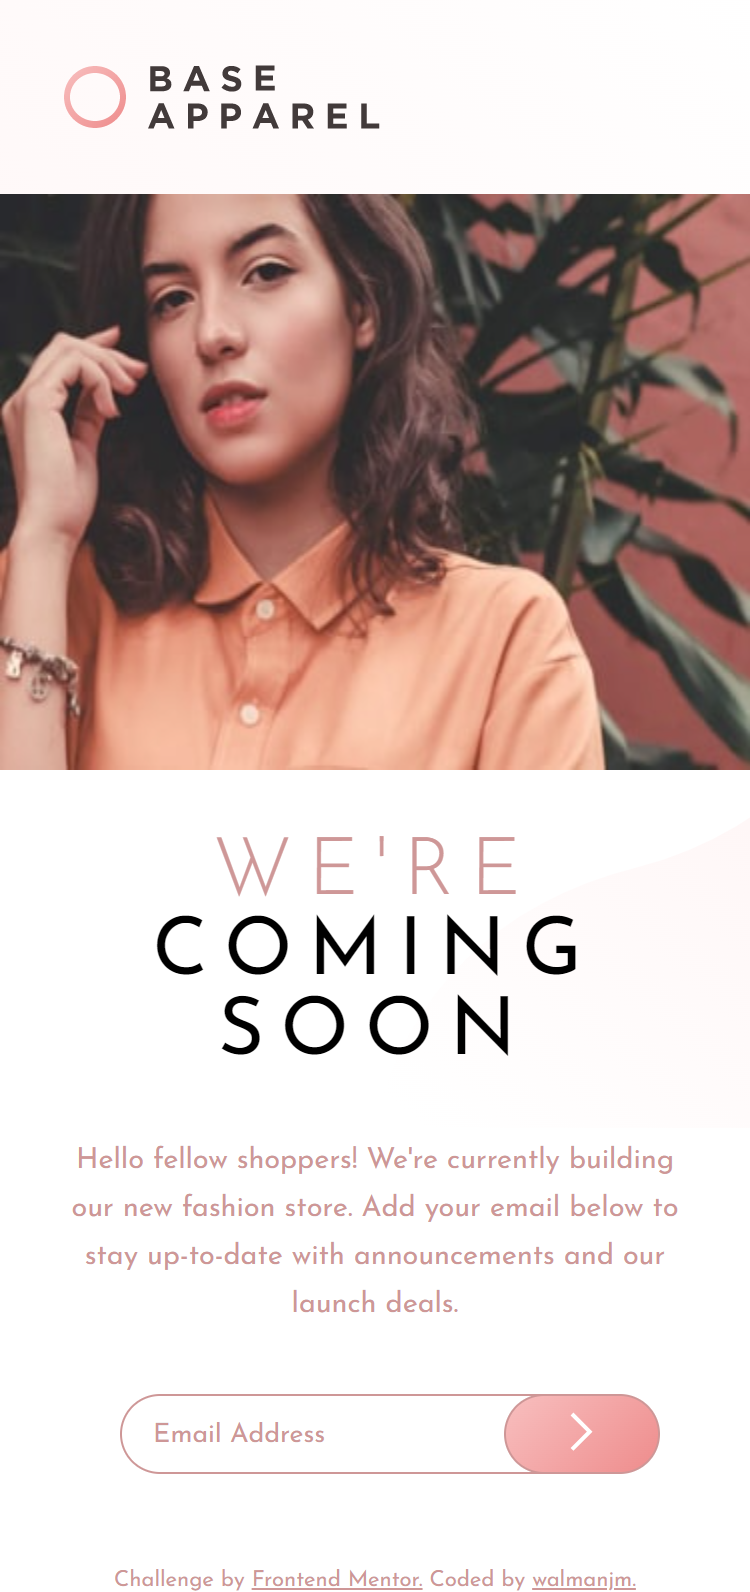 BASE
APPAREL
WE'RE
COMING
SOON
Hello fellow shoppers! We're currently building
our new fashion store. Add your email below to
stay up-to-date with announcements and our
launch deals.
Email Address
Challenge by Frontend Mentor. Coded by walmanjm.